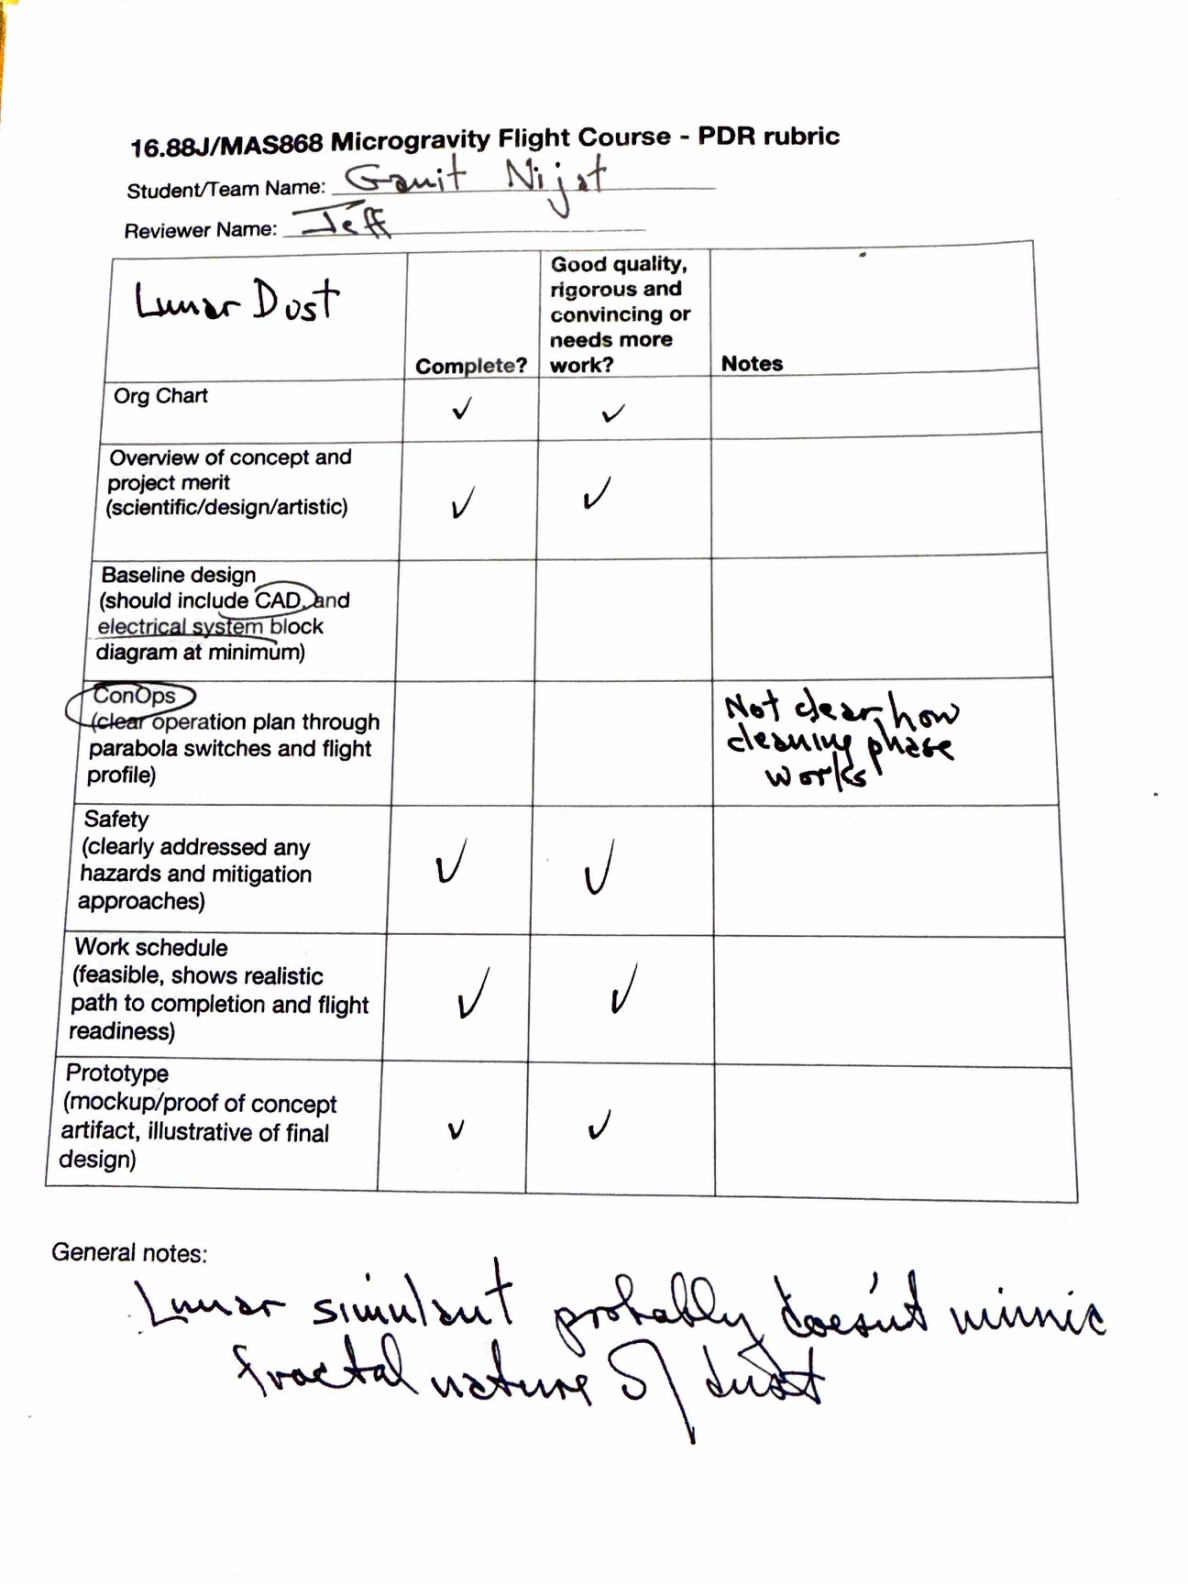 16.88J/MAS868 Microgravity Flight Course - PDR rubric
Student/Team Name: Ganit Nijat
Reviewer Name: Jeff
Lunar Dust
Complete?
Good quality,
rigorous and
convincing or
needs more
work?
Notes
Org Chart
✓ ✓
Overview of concept and
project merit
(scientific/design/artistic)
✓ ✓
Baseline design
(should include CAD, and
electrical system block
diagram at minimum)
ConOps
(clear operation plan through
parabola switches and flight
profile)
Not clear how
cleaning phase
works
Safety
(clearly addressed any
hazards and mitigation
approaches)
✓ ✓
Work schedule
(feasible, shows realistic
path to completion and flight
readiness)
✓ ✓
Prototype
(mockup/proof of concept
artifact, illustrative of final
design)
✓ ✓
General notes:
Lunar simulant probably doesn't mimic
fractal nature of dust